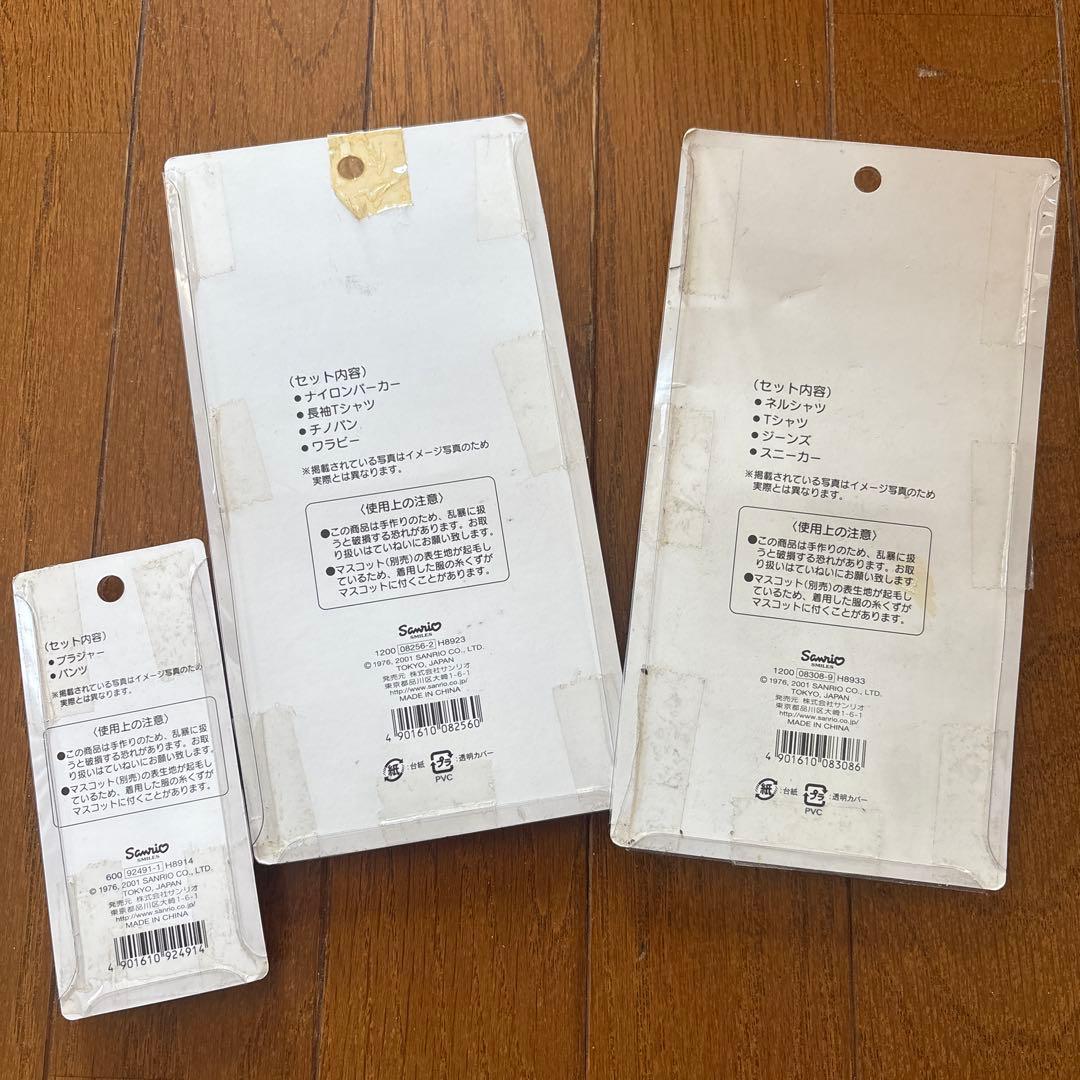 (セット内容)
●ナイロンパーカー
●長袖Tシャツ
●チノパン
●ワラビー
※掲載されている写真はイメージ写真のため
実際とは異なります。
〈使用上の注意〉
●この商品は手作りのため、乱暴に扱
うと破損する恐れがあります。お取
り扱いはていねいにお願い致します。
●マスコット(別売)の表生地が起毛し
ているため、着用した服の糸くずが
マスコットに付くことがあります。
Sanrio
SMILES
1200 08256-2 H8923
© 1976, 2001 SANRIO CO., LTD.
TOKYO, JAPAN
発売元 株式会社サンリオ
東京都品川区大崎1-6-1
http://www.sanrio.co.jp/
MADE IN CHINA
4 901610 082560
紙 :台紙 プラ :透明カバー
PVC
(セット内容)
●ネルシャツ
●Tシャツ
●ジーンズ
●スニーカー
※掲載されている写真はイメージ写真のため
実際とは異なります。
〈使用上の注意〉
●この商品は手作りのため、乱暴に扱
うと破損する恐れがあります。お取
り扱いはていねいにお願い致します
●マスコット(別売)の表生地が起毛し
ているため、着用した服の糸くずが
マスコットに付くことがあります。
Sanrio
SMILES
1200 08308-9 H8933
© 1976, 2001 SANRIO CO., LTD.
TOKYO, JAPAN
発売元 株式会社サンリオ
東京都品川区大崎1-6-1
http://www.sanrio.co.jp/
MADE IN CHINA
4 901610 083086
紙 :台紙 プラ :透明カバー
PVC
(セット内容)
●ブラジャー
●パンツ
※掲載されている写真はイメージ写真のため
実際とは異なります。
〈使用上の注意〉
●この商品は手作りのため、乱暴に扱
うと破損する恐れがあります。お取
り扱いはていねいにお願い致します。
●マスコット(別売)の表生地が起毛し
ているため、着用した服の糸くずが
マスコットに付くことがあります。
Sanrio
SMILES
600 92491-1 H8914
© 1976, 2001 SANRIO CO., LTD.
TOKYO, JAPAN
発売元 株式会社サンリオ
東京都品川区大崎1-6-1
http://www.sanrio.co.jp/
MADE IN CHINA
4 901610 924914